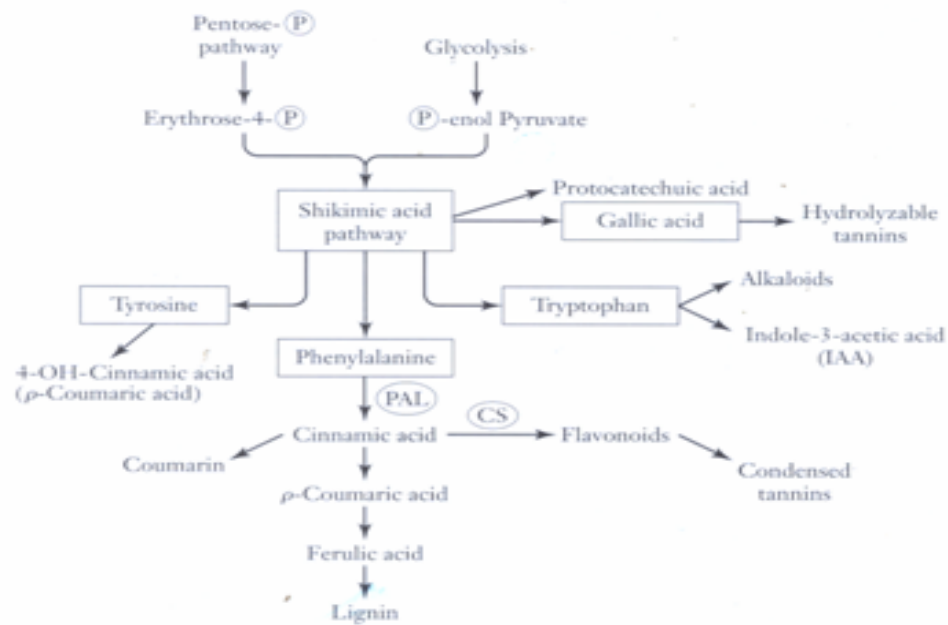 Pentose-P
pathway
Glycolysis
Erythrose-4-P
P-enol Pyruvate
Shikimic acid
pathway
Protocatechuic acid
Gallic acid
Hydrolyzable
tannins
Tyrosine
Tryptophan
Alkaloids
Indole-3-acetic acid
(IAA)
Phenylalanine
4-OH-Cinnamic acid
(ρ-Coumaric acid)
PAL
Cinnamic acid
CS
Flavonoids
Coumarin
Condensed
tannins
ρ-Coumaric acid
Ferulic acid
Lignin